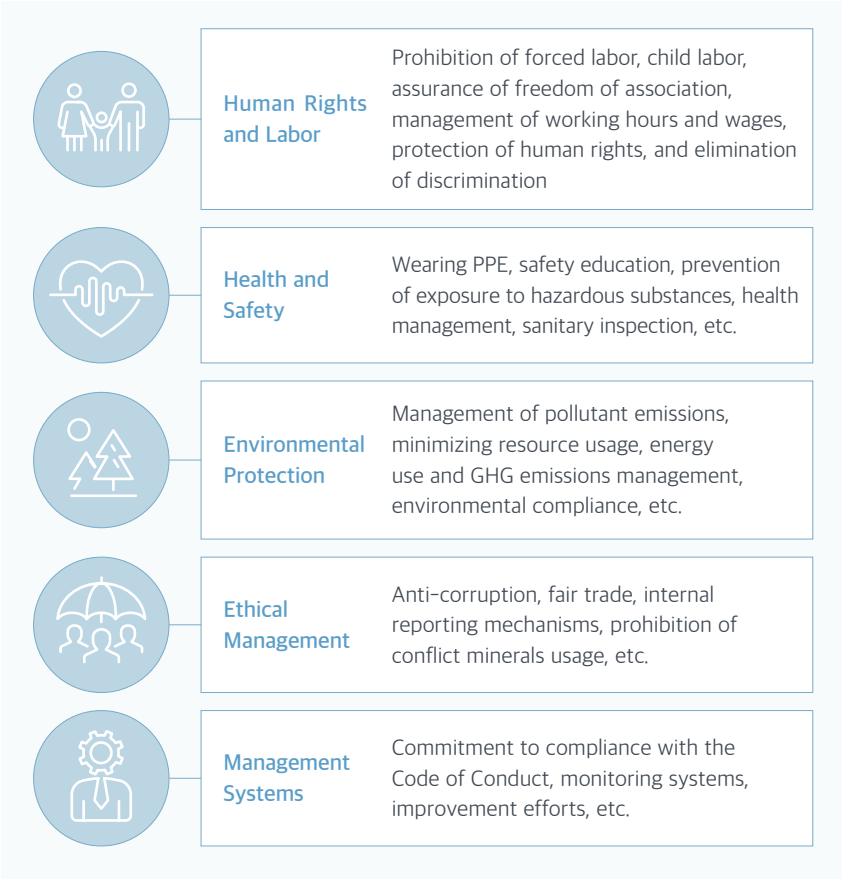 Human Rights
and Labor
Prohibition of forced labor, child labor,
assurance of freedom of association,
management of working hours and wages,
protection of human rights, and elimination
of discrimination
Health and
Safety
Wearing PPE, safety education, prevention
of exposure to hazardous substances, health
management, sanitary inspection, etc.
Environmental
Protection
Management of pollutant emissions,
minimizing resource usage, energy
use and GHG emissions management,
environmental compliance, etc.
Ethical
Management
Anti-corruption, fair trade, internal
reporting mechanisms, prohibition of
conflict minerals usage, etc.
Management
Systems
Commitment to compliance with the
Code of Conduct, monitoring systems,
improvement efforts, etc.